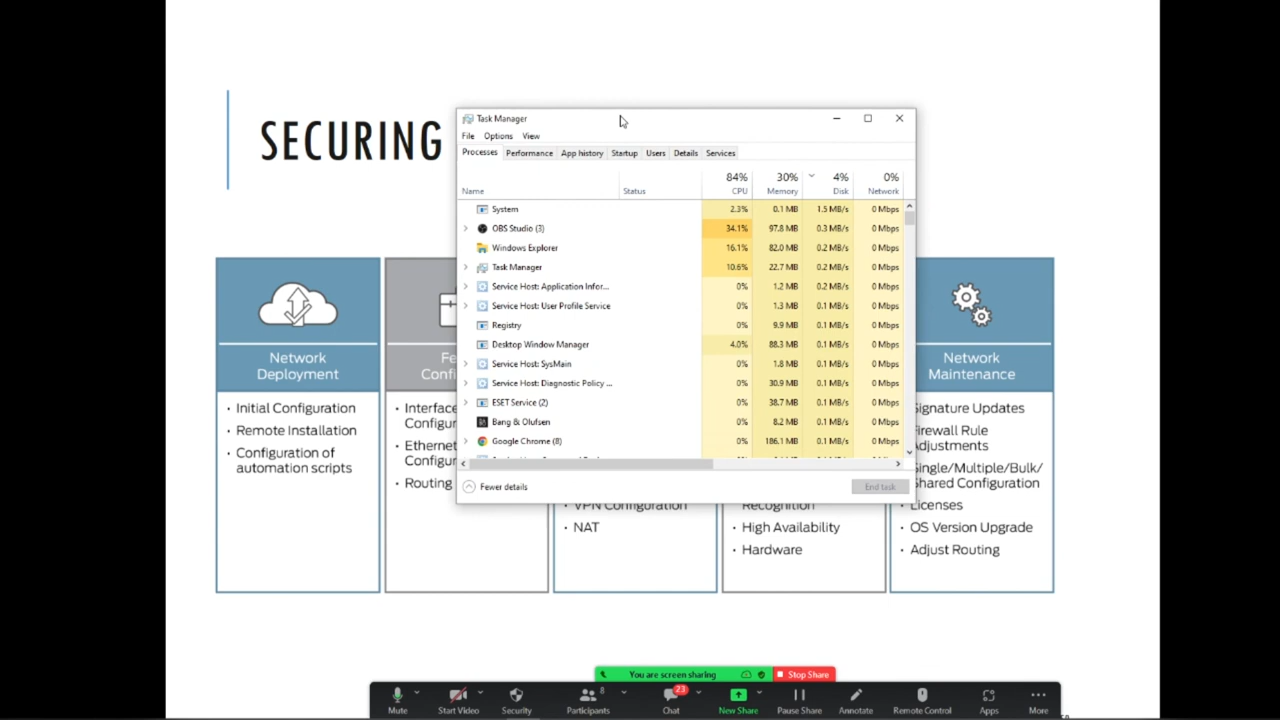 SECURING
Task Manager
File Options View
Processes Performance App history Startup Users Details Services
84% 30% 4% 0%
Name Status CPU Memory Disk Network
System 2.3% 0.1 MB 1.5 MB/s 0 Mbps
OBS Studio (3) 34.1% 97.8 MB 0.3 MB/s 0 Mbps
Windows Explorer 16.1% 82.0 MB 0.2 MB/s 0 Mbps
Task Manager 10.6% 22.7 MB 0.2 MB/s 0 Mbps
Service Host: Application Infor... 0% 1.2 MB 0.2 MB/s 0 Mbps
Service Host: User Profile Service 0% 1.3 MB 0.1 MB/s 0 Mbps
Registry 0% 9.9 MB 0.1 MB/s 0 Mbps
Desktop Window Manager 4.0% 88.3 MB 0.1 MB/s 0 Mbps
Service Host: SysMain 0% 1.8 MB 0.1 MB/s 0 Mbps
Service Host: Diagnostic Policy ... 0% 30.9 MB 0.1 MB/s 0 Mbps
ESET Service (2) 0% 38.7 MB 0.1 MB/s 0 Mbps
Bang & Olufsen 0% 8.2 MB 0.1 MB/s 0 Mbps
Google Chrome (8) 0% 186.1 MB 0.1 MB/s 0 Mbps
Fewer details End task
Network
Deployment
• Initial Configuration
• Remote Installation
• Configuration of
automation scripts
Fe
Confi
• Interface
Configur
• Ethernet
Configur
• Routing
VPN Configuration
• NAT
Recognition
• High Availability
• Hardware
Network
Maintenance
Signature Updates
Firewall Rule
Adjustments
Single/Multiple/Bulk/
Shared Configuration
• Licenses
• OS Version Upgrade
• Adjust Routing
You are screen sharing Stop Share
8 23
Mute Start Video Security Participants Chat New Share Pause Share Annotate Remote Control Apps More